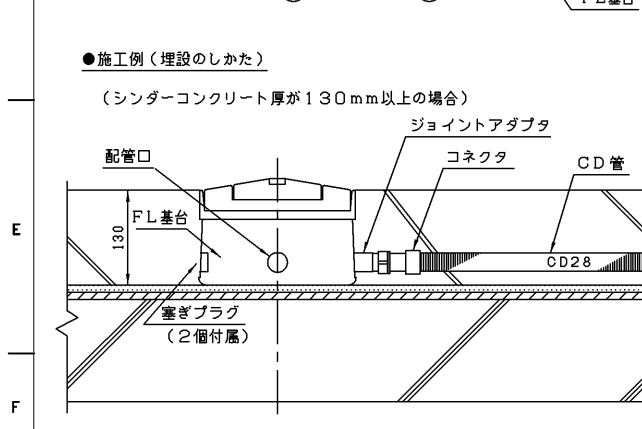 FL基台
●施工例（埋設のしかた）
（シンダーコンクリート厚が１３０mm以上の場合）
ジョイントアダプタ
配管口
コネクタ
CD管
E
FL基台
130
CD28
塞ぎプラグ
（２個付属）
F